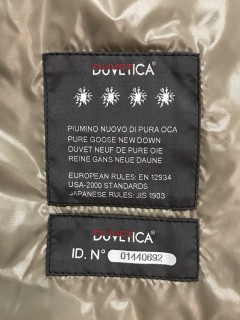 DUVETICA
PIUMINO NUOVO DI PURA OCA
PURE GOOSE NEW DOWN
DUVET NEUF DE PURE OIE
REINE GANS NEUE DAUNE
EUROPEAN RULES: EN 12934
USA-2000 STANDARDS
JAPANESE RULES: JIS 1903
DUVETICA
ID. N° 01440692